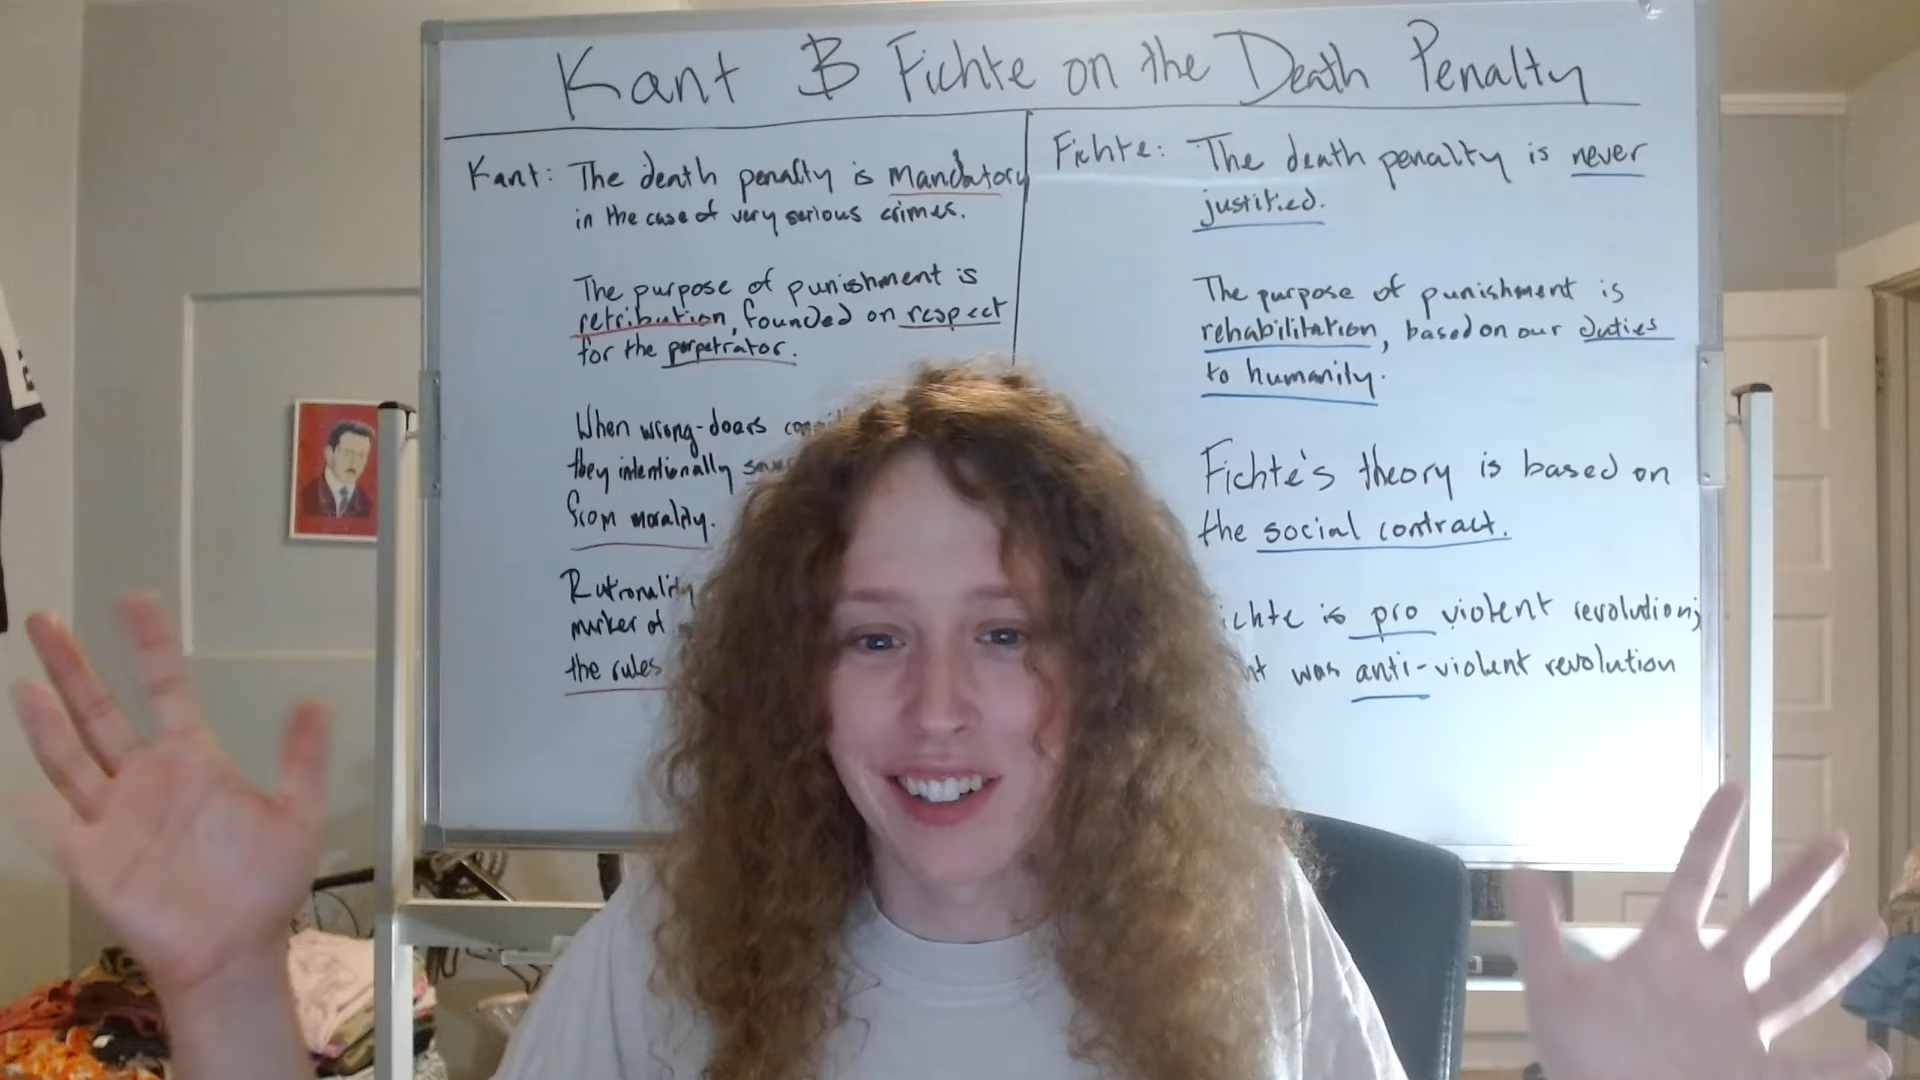 Kant & Fichte on the Death Penalty
Kant: The death penalty is mandatory
in the case of very serious crimes.
The purpose of punishment is
retribution, founded on respect
for the perpetrator.
When wrong-doers
they intentionally
from morality.
Rationality
marker of
the rules
Fichte: The death penalty is never
justified.
The purpose of punishment is
rehabilitation, based on our duties
to humanity.
Fichte's theory is based on
the social contract.
ichte is pro violent revolution;
nt was anti-violent revolution